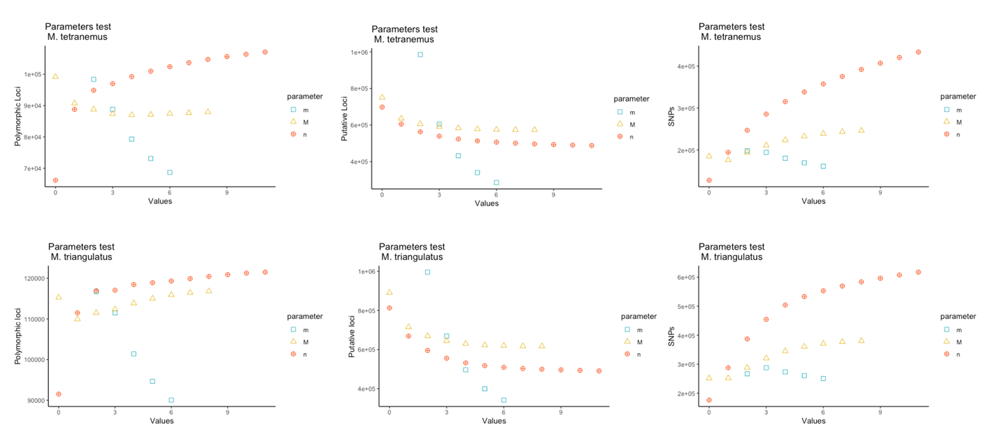 Parameters test
M. tetranemus
Polymorphic Loci
1e+05
9e+04
8e+04
7e+04
0
3
6
9
Values
parameter
m
M
n
Parameters test
M. tetranemus
Putative Loci
1e+06
8e+05
6e+05
4e+05
0
3
6
9
Values
parameter
m
M
n
Parameters test
M. tetranemus
SNPs
4e+05
3e+05
2e+05
0
3
6
9
Values
parameter
m
M
n
Parameters test
M. triangulatus
Polymorphic loci
120000
110000
100000
90000
0
3
6
9
Values
parameter
m
M
n
Parameters test
M. triangulatus
Putative loci
1e+06
8e+05
6e+05
4e+05
0
3
6
9
Values
parameter
m
M
n
Parameters test
M. triangulatus
SNPs
6e+05
5e+05
4e+05
3e+05
2e+05
0
3
6
9
Values
parameter
m
M
n